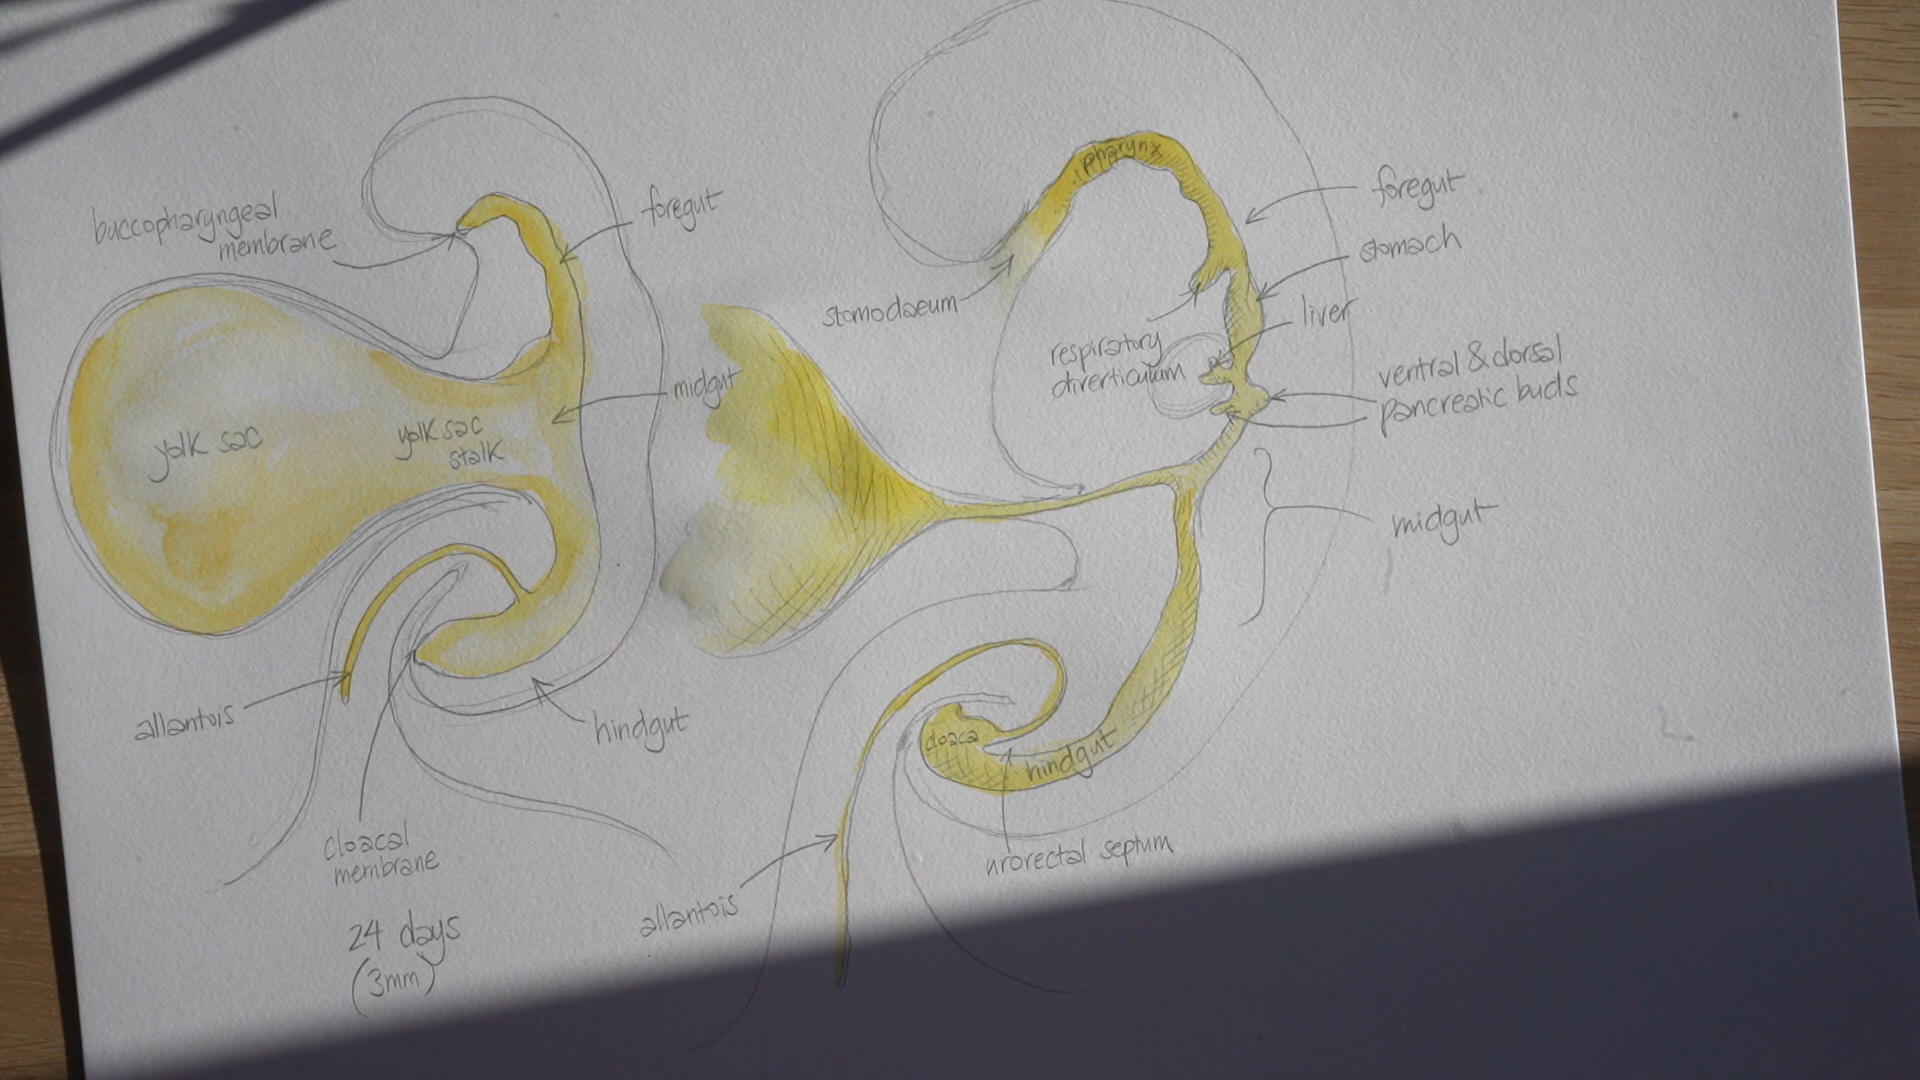 buccopharyngeal
membrane
foregut
yolk sac
yolk sac
stalk
midgut
allantois
hindgut
cloacal
membrane
24 days
(3mm)
pharynx
foregut
stomach
stomodaeum
liver
respiratory
diverticulum
ventral & dorsal
pancreatic buds
midgut
cloaca
hindgut
urorectal septum
allantois